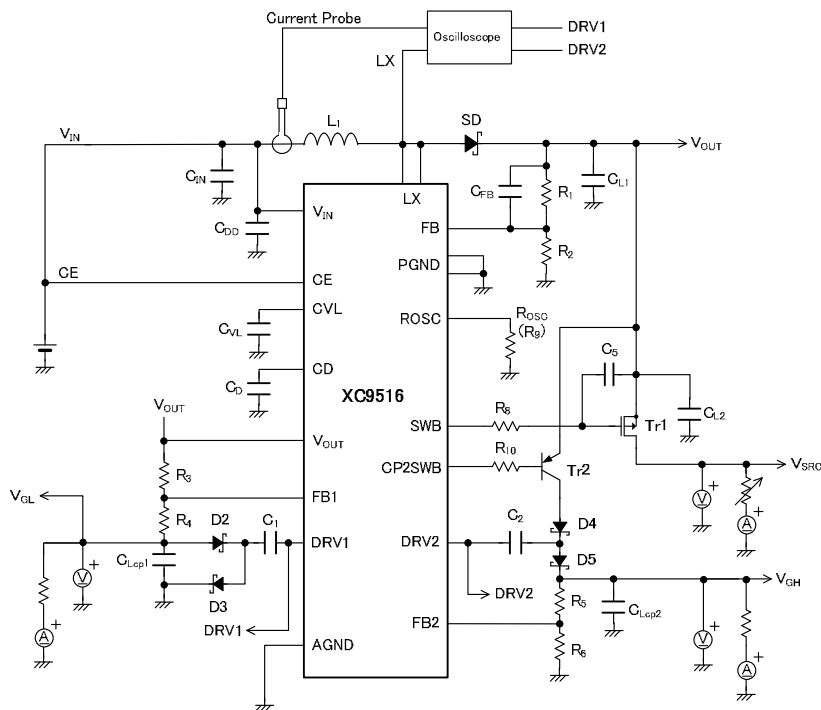 Current Probe
Oscilloscope
DRV1
DRV2
LX
L1
SD
VIN
VOUT
CIN
CFB
R1
CL1
LX
VIN
CDD
FB
R2
PGND
CE
CE
CVL
CVL
ROSC
ROSC
(R9)
C5
CD
CD
XC9516
CL2
VOUT
SWB
R8
Tr1
VOUT
R10
CP2SWB
Tr2
VSRC
R3
V
+
A
+
VGL
FB1
R4
D2
C1
C2
D4
DRV1
DRV2
D5
CLcp1
V
+
D3
DRV2
VGH
R5
CLcp2
A
+
DRV1
FB2
V
+
R6
A
+
AGND